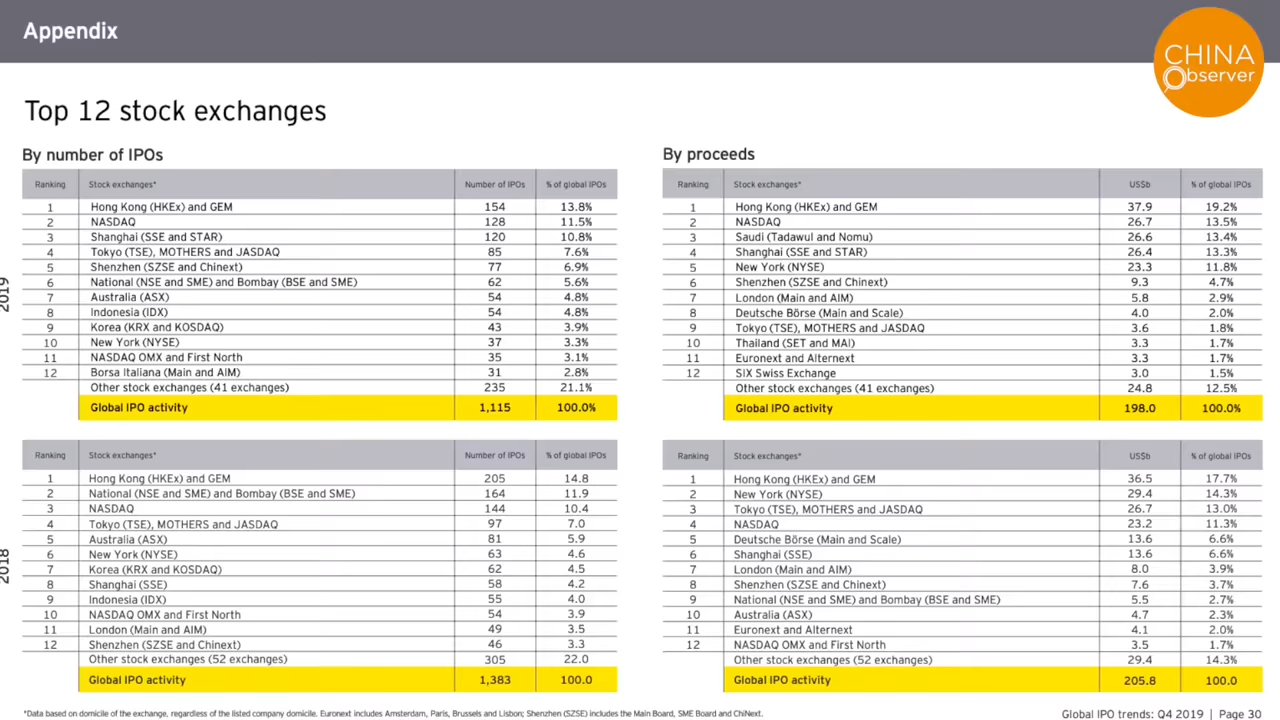 Appendix
CHINA
Observer
Top 12 stock exchanges
By number of IPOs
Ranking Stock exchanges* Number of IPOs % of global IPOs
1 Hong Kong (HKEx) and GEM 154 13.8%
2 NASDAQ 128 11.5%
3 Shanghai (SSE and STAR) 120 10.8%
4 Tokyo (TSE), MOTHERS and JASDAQ 85 7.6%
5 Shenzhen (SZSE and Chinext) 77 6.9%
6 National (NSE and SME) and Bombay (BSE and SME) 62 5.6%
7 Australia (ASX) 54 4.8%
8 Indonesia (IDX) 54 4.8%
9 Korea (KRX and KOSDAQ) 43 3.9%
10 New York (NYSE) 37 3.3%
11 NASDAQ OMX and First North 35 3.1%
12 Borsa Italiana (Main and AIM) 31 2.8%
Other stock exchanges (41 exchanges) 235 21.1%
Global IPO activity 1,115 100.0%
By proceeds
Ranking Stock exchanges* US$b % of global IPOs
1 Hong Kong (HKEx) and GEM 37.9 19.2%
2 NASDAQ 26.7 13.5%
3 Saudi (Tadawul and Nomu) 26.6 13.4%
4 Shanghai (SSE and STAR) 26.4 13.3%
5 New York (NYSE) 23.3 11.8%
6 Shenzhen (SZSE and Chinext) 9.3 4.7%
7 London (Main and AIM) 5.8 2.9%
8 Deutsche Börse (Main and Scale) 4.0 2.0%
9 Tokyo (TSE), MOTHERS and JASDAQ 3.6 1.8%
10 Thailand (SET and MAI) 3.3 1.7%
11 Euronext and Alternext 3.3 1.7%
12 SIX Swiss Exchange 3.0 1.5%
Other stock exchanges (41 exchanges) 24.8 12.5%
Global IPO activity 198.0 100.0%
2019
Ranking Stock exchanges* Number of IPOs % of global IPOs
1 Hong Kong (HKEx) and GEM 205 14.8
2 National (NSE and SME) and Bombay (BSE and SME) 164 11.9
3 NASDAQ 144 10.4
4 Tokyo (TSE), MOTHERS and JASDAQ 97 7.0
5 Australia (ASX) 81 5.9
6 New York (NYSE) 63 4.6
7 Korea (KRX and KOSDAQ) 62 4.5
8 Shanghai (SSE) 58 4.2
9 Indonesia (IDX) 55 4.0
10 NASDAQ OMX and First North 54 3.9
11 London (Main and AIM) 49 3.5
12 Shenzhen (SZSE and Chinext) 46 3.3
Other stock exchanges (52 exchanges) 305 22.0
Global IPO activity 1,383 100.0
Ranking Stock exchanges* US$b % of global IPOs
1 Hong Kong (HKEx) and GEM 36.5 17.7%
2 New York (NYSE) 29.4 14.3%
3 Tokyo (TSE), MOTHERS and JASDAQ 26.7 13.0%
4 NASDAQ 23.2 11.3%
5 Deutsche Börse (Main and Scale) 13.6 6.6%
6 Shanghai (SSE) 13.6 6.6%
7 London (Main and AIM) 8.0 3.9%
8 Shenzhen (SZSE and Chinext) 7.6 3.7%
9 National (NSE and SME) and Bombay (BSE and SME) 5.5 2.7%
10 Australia (ASX) 4.7 2.3%
11 Euronext and Alternext 4.1 2.0%
12 NASDAQ OMX and First North 3.5 1.7%
Other stock exchanges (52 exchanges) 29.4 14.3%
Global IPO activity 205.8 100.0
2018
*Data based on domicile of the exchange, regardless of the listed company domicile. Euronext includes Amsterdam, Paris, Brussels and Lisbon; Shenzhen (SZSE) includes the Main Board, SME Board and ChiNext.
Global IPO trends: Q4 2019 | Page 30